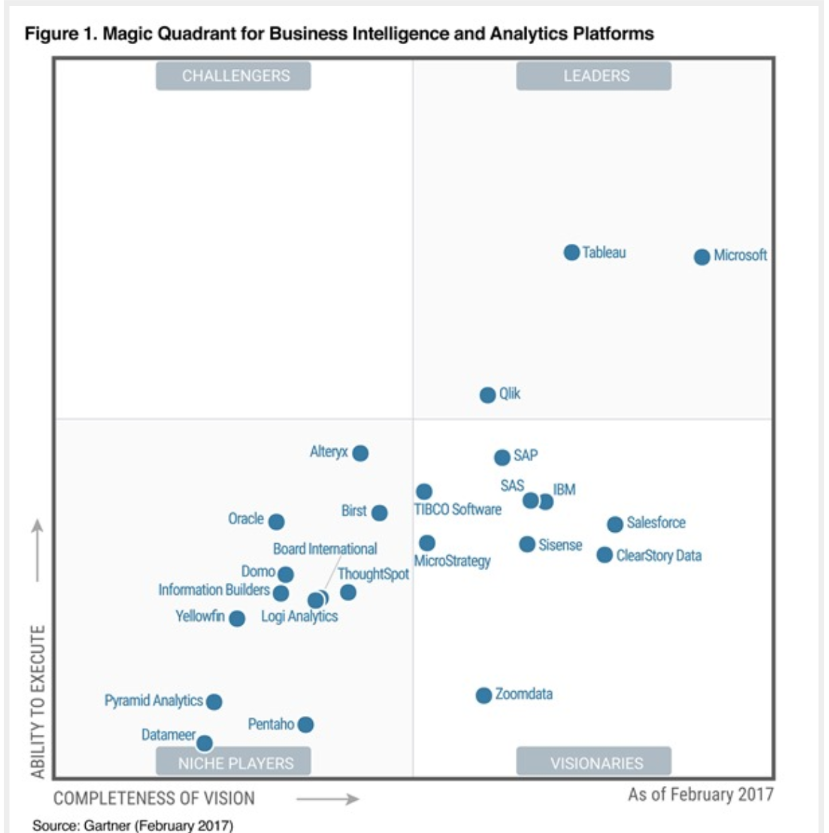 Figure 1. Magic Quadrant for Business Intelligence and Analytics Platforms
CHALLENGERS
LEADERS
Tableau
Microsoft
Qlik
Alteryx
SAP
SAS
IBM
TIBCO Software
Birst
Oracle
Salesforce
Board International
Sisense
ClearStory Data
MicroStrategy
Domo
ThoughtSpot
Information Builders
Yellowfin
Logi Analytics
Zoomdata
Pyramid Analytics
Pentaho
Datameer
NICHE PLAYERS
VISIONARIES
ABILITY TO EXECUTE
COMPLETENESS OF VISION
As of February 2017
Source: Gartner (February 2017)